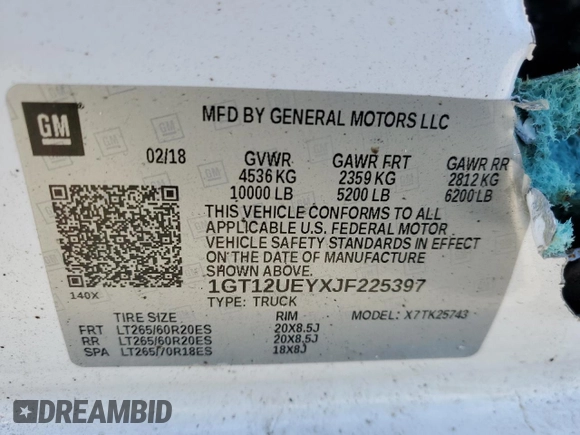 GM
MFD BY GENERAL MOTORS LLC
02/18 GVWR GAWR FRT GAWR RR
4536 KG 2359 KG 2812 KG
10000 LB 5200 LB 6200 LB
THIS VEHICLE CONFORMS TO ALL
APPLICABLE U.S. FEDERAL MOTOR
VEHICLE SAFETY STANDARDS IN EFFECT
ON THE DATE OF MANUFACTURE
SHOWN ABOVE.
140X
1GT12UEYXJF225397
TYPE: TRUCK MODEL: X7TK25743
TIRE SIZE RIM
FRT LT265/60R20ES 20X8.5J
RR LT265/60R20ES 20X8.5J
SPA LT265/70R18ES 18X8J
DREAMBID